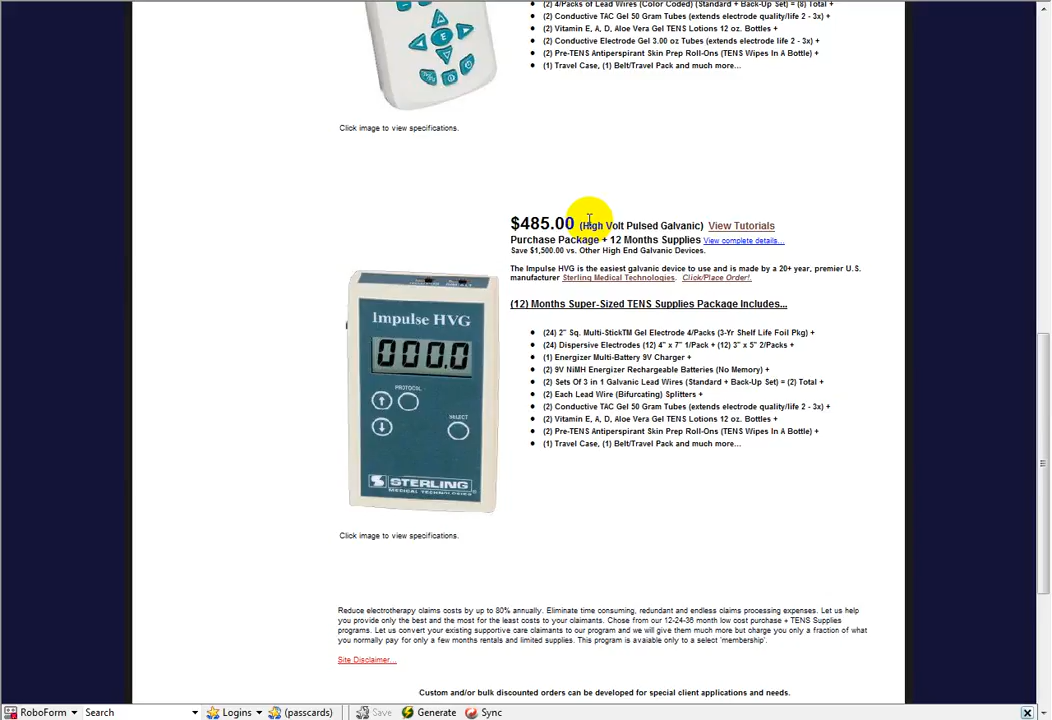 (2) 4/Packs of Lead Wires (Color Coded) (Standard + Back-Up Set) = (8) Total +
(2) Conductive TAC Gel 50 Gram Tubes (extends electrode quality/life 2 - 3x) +
(2) Vitamin E, A, D, Aloe Vera Gel TENS Lotions 12 oz. Bottles +
(2) Conductive Electrode Gel 3.00 oz Tubes (extends electrode life 2 - 3x) +
(2) Pre-TENS Antiperspirant Skin Prep Roll-Ons (TENS Wipes In A Bottle) +
(1) Travel Case, (1) Belt/Travel Pack and much more...
E
Click image to view specifications.
$485.00 (High Volt Pulsed Galvanic) View Tutorials
Purchase Package + 12 Months Supplies View complete details...
Save $1,500.00 vs. Other High End Galvanic Devices.
The Impulse HVG is the easiest galvanic device to use and is made by a 20+ year, premier U.S.
manufacturer Sterling Medical Technologies. Click/Place Order!.
(12) Months Super-Sized TENS Supplies Package Includes...
(24) 2" Sq. Multi-StickTM Gel Electrode 4/Packs (3-Yr Shelf Life Foil Pkg) +
(24) Dispersive Electrodes (12) 4" x 7" 1/Pack + (12) 3" x 5" 2/Packs +
(1) Energizer Multi-Battery 9V Charger +
(2) 9V NiMH Energizer Rechargeable Batteries (No Memory) +
(2) Sets Of 3 in 1 Galvanic Lead Wires (Standard + Back-Up Set) = (2) Total +
(2) Each Lead Wire (Bifurcating) Splitters +
(2) Conductive TAC Gel 50 Gram Tubes (extends electrode quality/life 2 - 3x) +
(2) Vitamin E, A, D, Aloe Vera Gel TENS Lotions 12 oz. Bottles +
(2) Pre-TENS Antiperspirant Skin Prep Roll-Ons (TENS Wipes In A Bottle) +
(1) Travel Case, (1) Belt/Travel Pack and much more...
Impulse HVG
000.0
PROTOCOL
SELECT
STERLING
MEDICAL TECHNOLOGIES
Click image to view specifications.
Reduce electrotherapy claims costs by up to 80% annually. Eliminate time consuming, redundant and endless claims processing expenses. Let us help
you provide only the best and the most for the least costs to your claimants. Chose from our 12-24-36 month low cost purchase + TENS Supplies
programs. Let us convert your existing supportive care claimants to our program and we will give them much more but charge you only a fraction of what
you normally pay for only a few months rentals and limited supplies. This program is avaiable only to a select 'membership'.
Site Disclaimer...
Custom and/or bulk discounted orders can be developed for special client applications and needs.
RoboForm Search Logins (passcards) Save Generate Sync